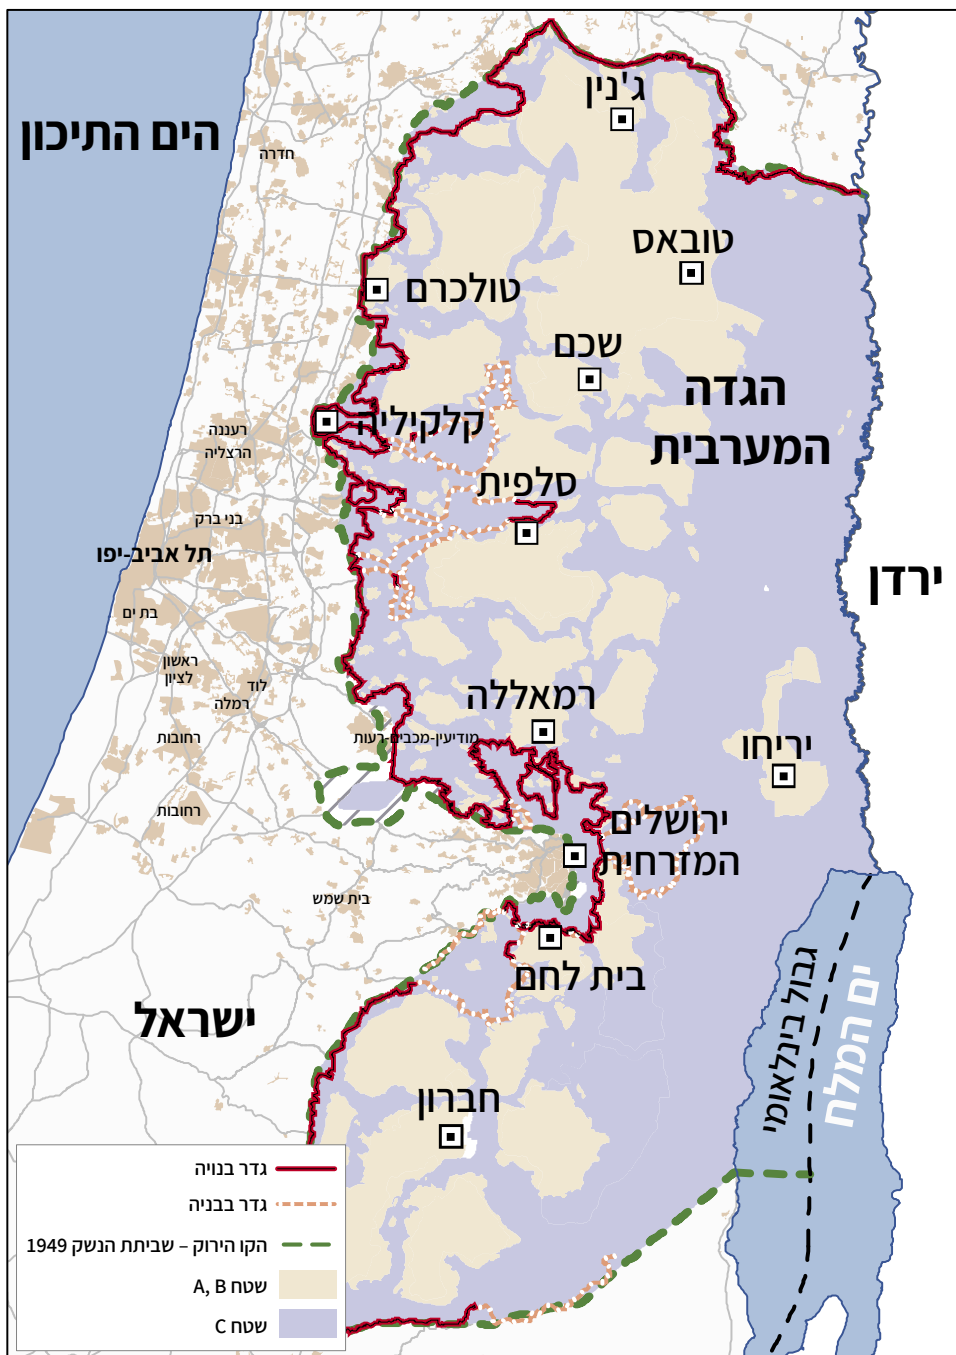 ג'נין
הים התיכון
חדרה
טובאס
טולכרם
שכם
הגדה
המערבית
קלקיליה
רעננה
הרצליה
סלפית
בני ברק
תל אביב-יפו
ירדן
בת ים
ראשון
לציון
לוד
רמלה
רמאללה
מודיעין-מכבים-רעות
רחובות
יריחו
רחובות
ירושלים
המזרחית
בית שמש
בית לחם
ישראל
גבול בינלאומי
ים המלח
חברון
גדר בנויה
גדר בבניה
הקו הירוק – שביתת הנשק 1949
שטח A, B
שטח C